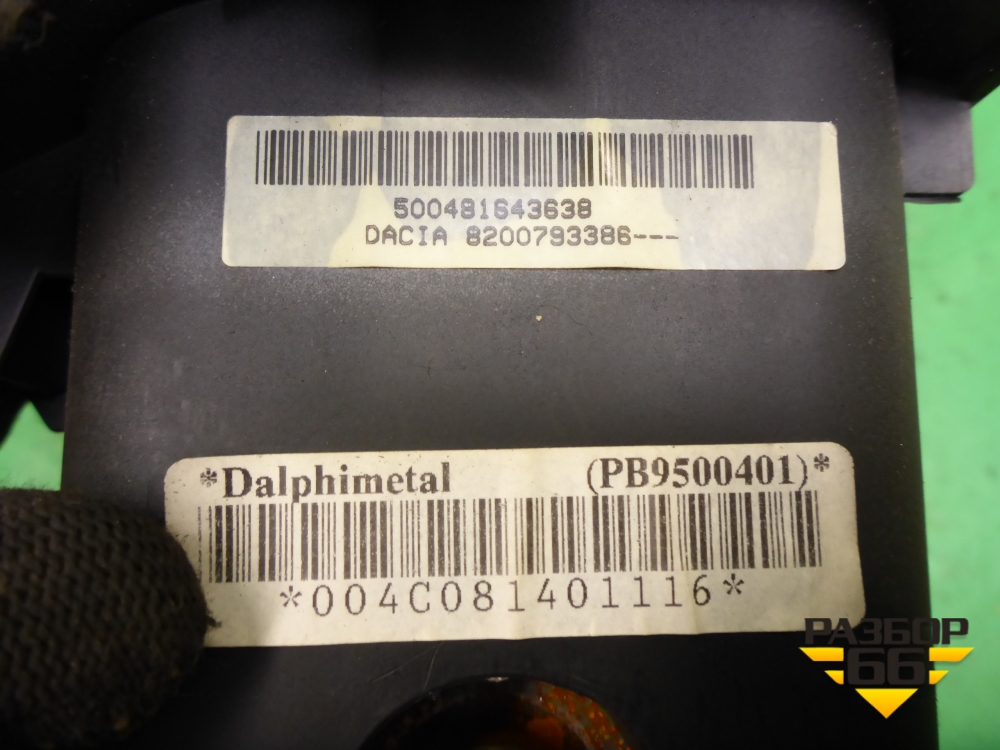 500481643638
DACIA 8200793386---
*Dalphimetal (PB9500401)*
*004C081401116*
РАЗБОР
66